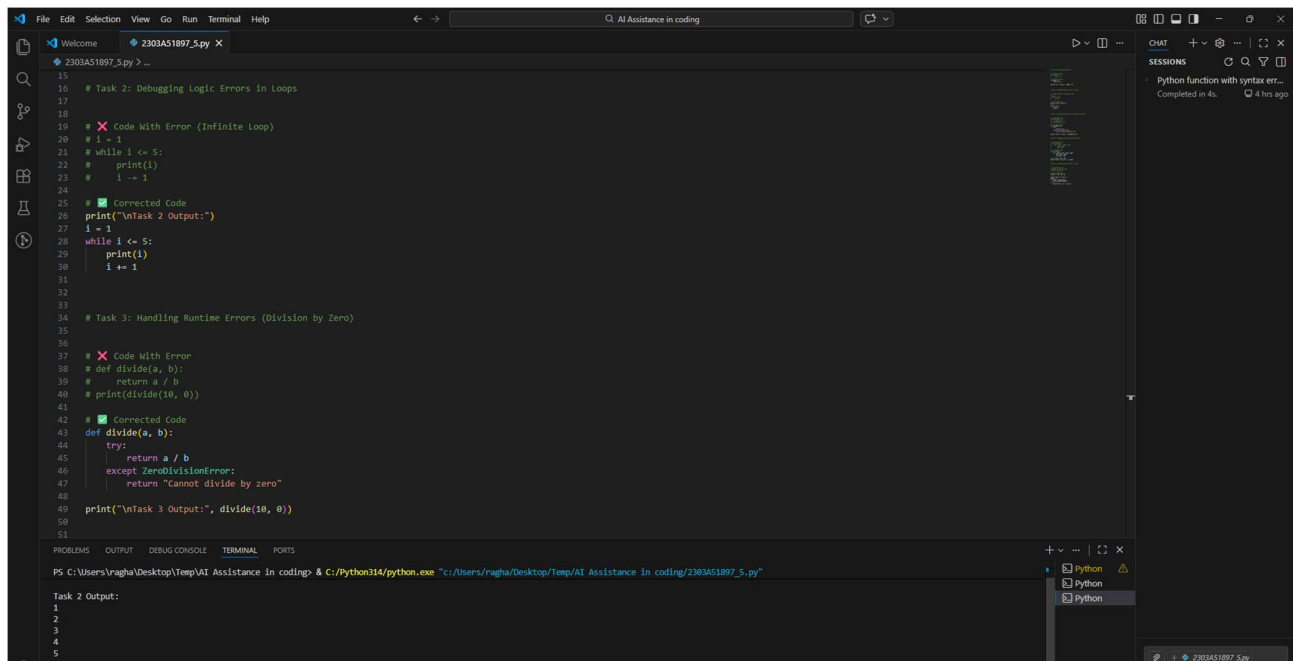 File Edit Selection View Go Run Terminal Help
AI Assistance in coding
Welcome
2303A51897_5.py
2303A51897_5.py > ...
15
16 # Task 2: Debugging Logic Errors in Loops
17
18
19 # ❌ Code With Error (Infinite Loop)
20 # i = 1
21 # while i <= 5:
22 #     print(i)
23 #     i -= 1
24
25 # ✅ Corrected Code
26 print("\nTask 2 Output:")
27 i = 1
28 while i <= 5:
29     print(i)
30     i += 1
31
32
33
34 # Task 3: Handling Runtime Errors (Division by Zero)
35
36
37 # ❌ Code With Error
38 # def divide(a, b):
39 #     return a / b
40 # print(divide(10, 0))
41
42 # ✅ Corrected Code
43 def divide(a, b):
44     try:
45         return a / b
46     except ZeroDivisionError:
47         return "Cannot divide by zero"
48
49 print("\nTask 3 Output:", divide(10, 0))
50
51
PROBLEMS OUTPUT DEBUG CONSOLE TERMINAL PORTS
PS C:\Users\ragha\Desktop\Temp\AI Assistance in coding> & C:/Python314/python.exe "c:/Users/ragha/Desktop/Temp/AI Assistance in coding/2303A51897_5.py"
Task 2 Output:
1
2
3
4
5
Python
Python
Python
CHAT
SESSIONS
Python function with syntax err...
Completed in 4s. 4 hrs ago
2303A51897_5.py